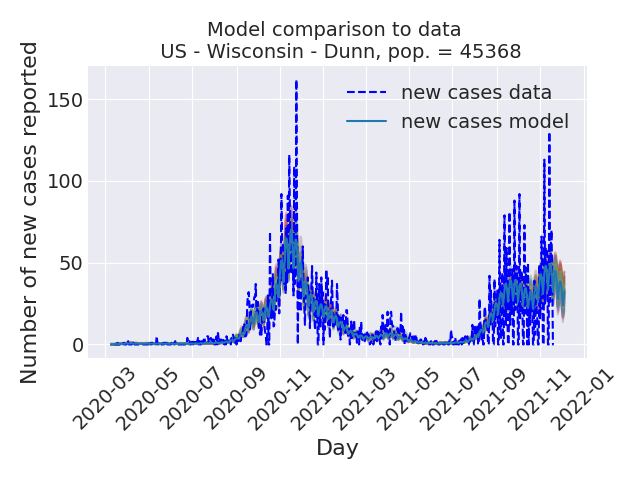 Model comparison to data
US - Wisconsin - Dunn, pop. = 45368
Number of new cases reported
150
100
50
0
new cases data
new cases model
2020-03
2020-05
2020-07
2020-09
2020-11
2021-01
2021-03
2021-05
2021-07
2021-09
2021-11
2022-01
Day